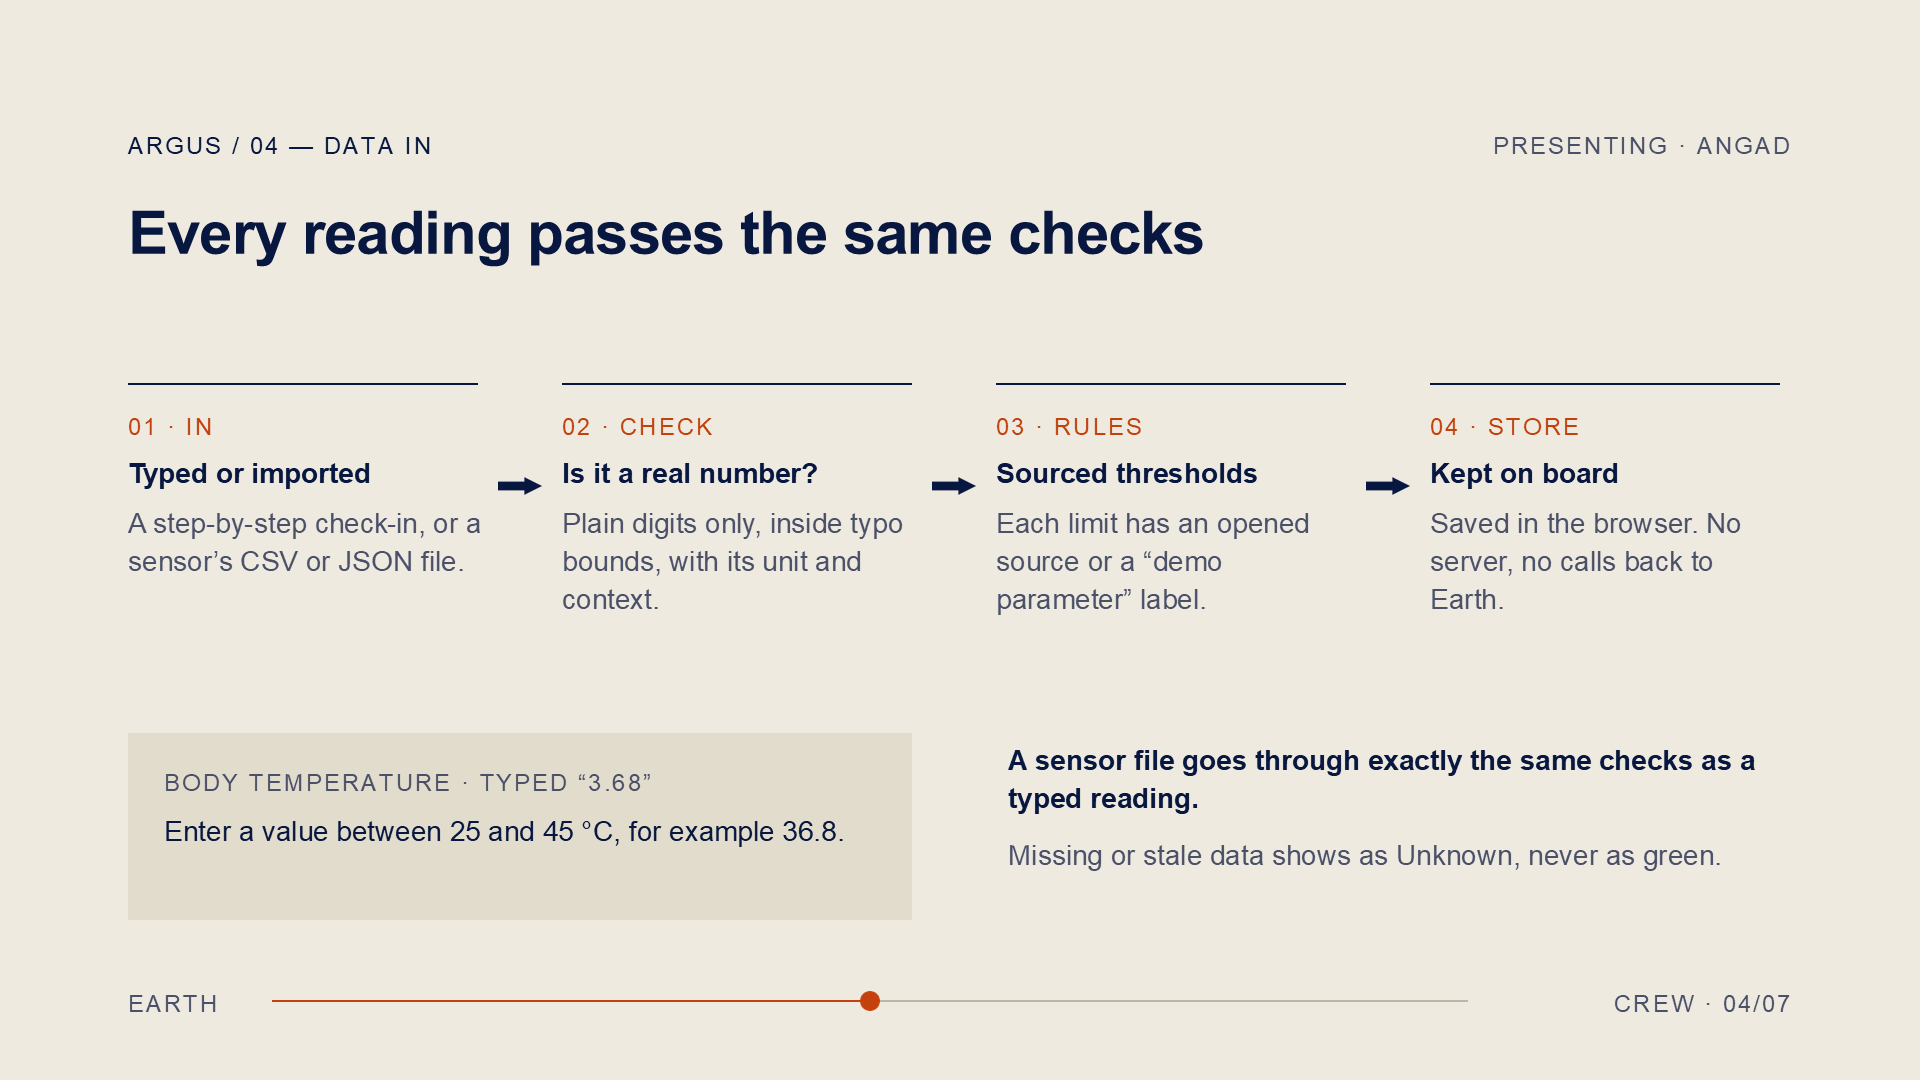 ARGUS / 04 — DATA IN
PRESENTING · ANGAD
Every reading passes the same checks
01 · IN
Typed or imported
A step-by-step check-in, or a
sensor’s CSV or JSON file.
02 · CHECK
Is it a real number?
Plain digits only, inside typo
bounds, with its unit and
context.
03 · RULES
Sourced thresholds
Each limit has an opened
source or a “demo
parameter” label.
04 · STORE
Kept on board
Saved in the browser. No
server, no calls back to
Earth.
BODY TEMPERATURE · TYPED “3.68”
Enter a value between 25 and 45 °C, for example 36.8.
A sensor file goes through exactly the same checks as a
typed reading.
Missing or stale data shows as Unknown, never as green.
EARTH
CREW · 04/07